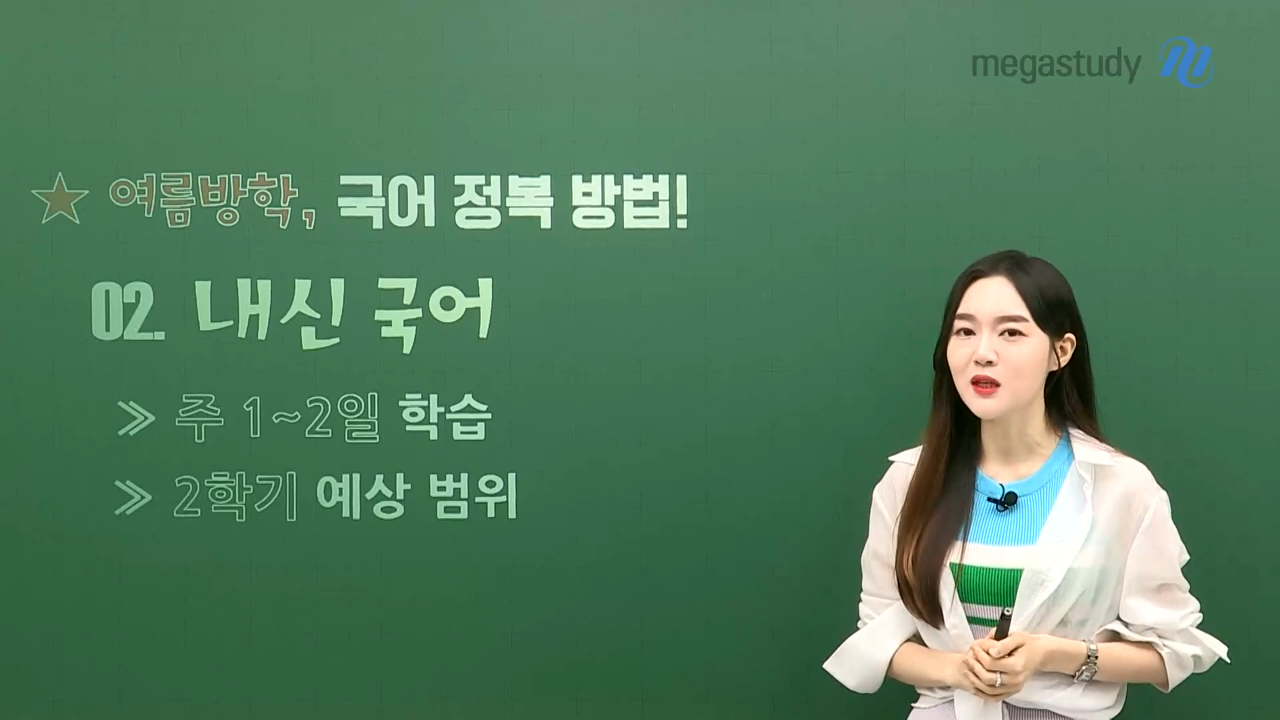 megastudy
★ 여름방학, 국어 정복 방법!
02. 내신 국어
≫ 주 1~2일 학습
≫ 2학기 예상 범위